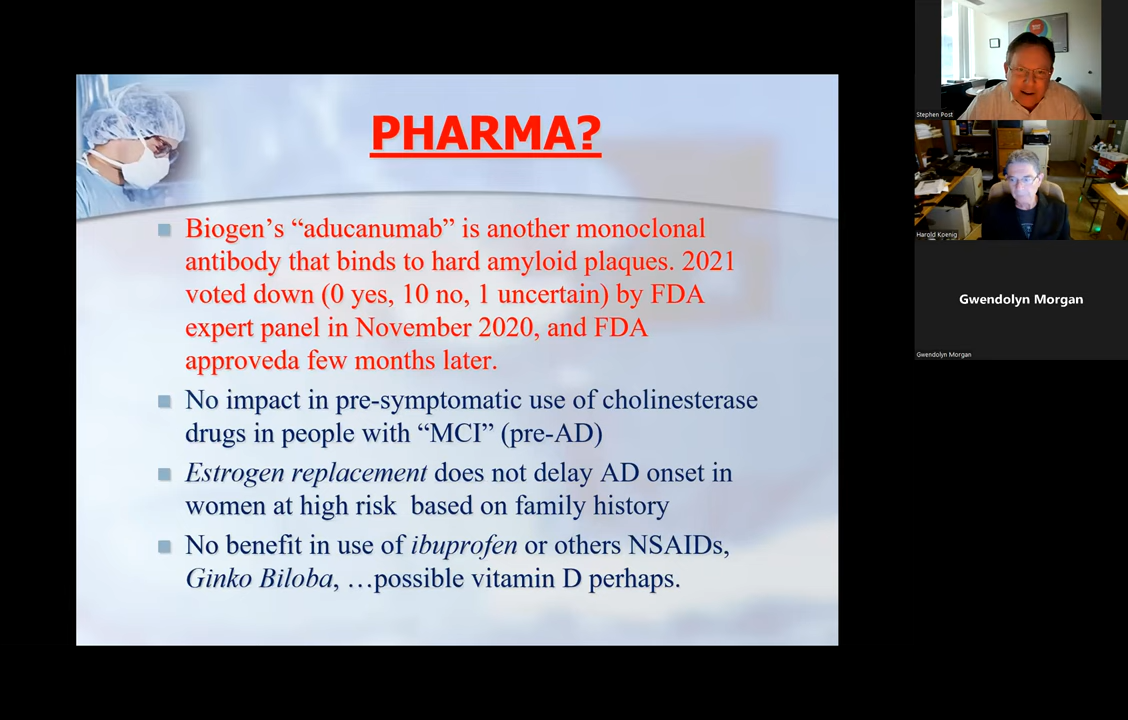 PHARMA?
Biogen’s “aducanumab” is another monoclonal
antibody that binds to hard amyloid plaques. 2021
voted down (0 yes, 10 no, 1 uncertain) by FDA
expert panel in November 2020, and FDA
approveda few months later.
No impact in pre-symptomatic use of cholinesterase
drugs in people with “MCI” (pre-AD)
Estrogen replacement does not delay AD onset in
women at high risk  based on family history
No benefit in use of ibuprofen or others NSAIDs,
Ginko Biloba, …possible vitamin D perhaps.
Stephen Post
Harold Koenig
Gwendolyn Morgan
Gwendolyn Morgan